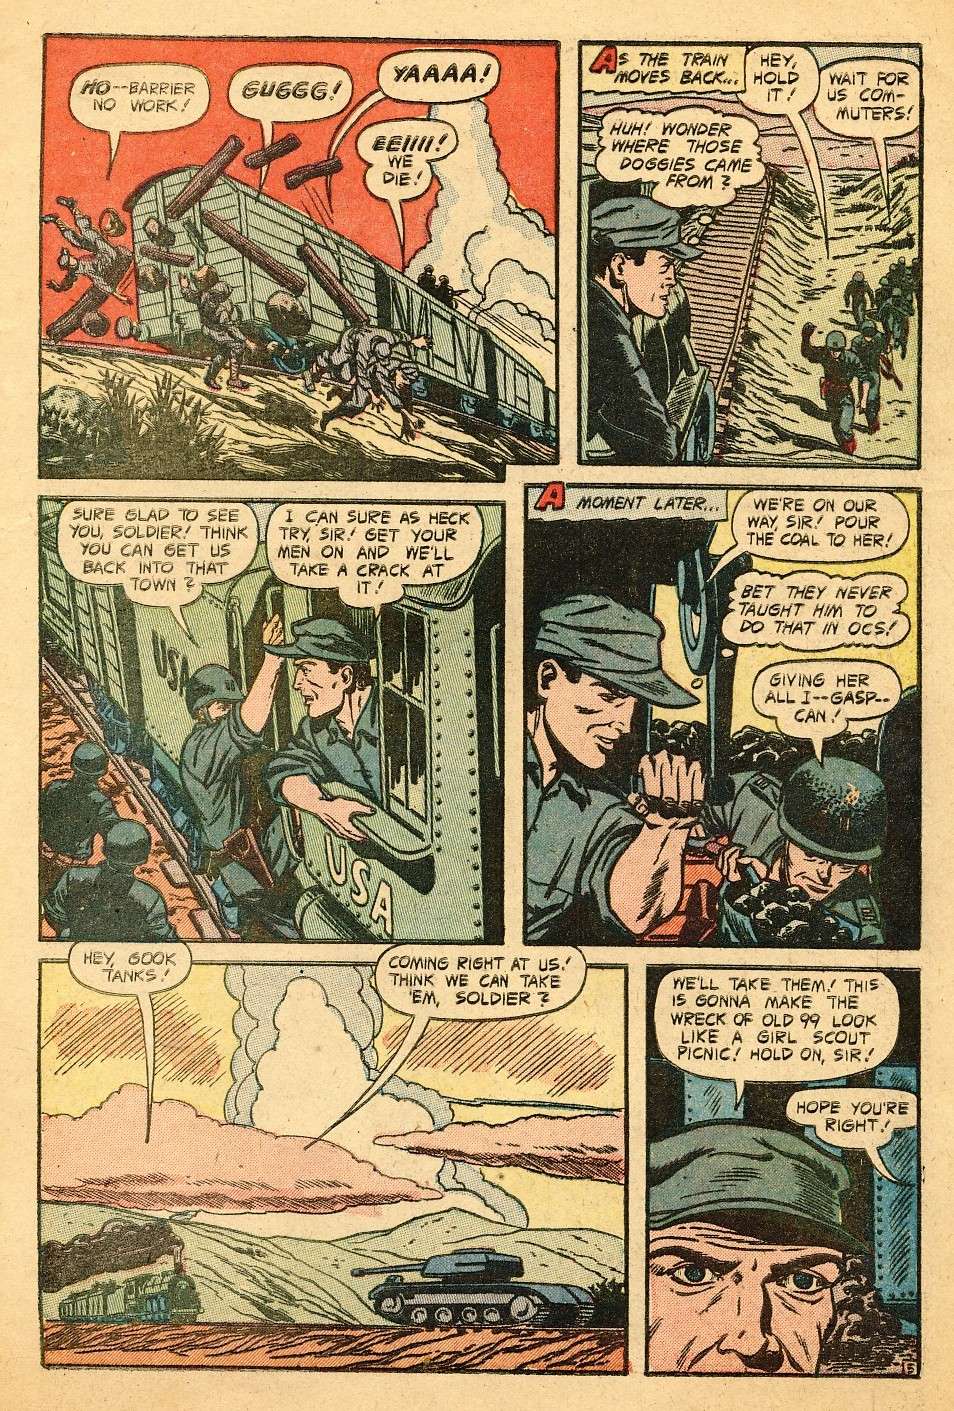 HO--BARRIER
NO WORK!
GUGGG!
YAAAA!
EEIIII!
WE
DIE!
AS THE TRAIN
MOVES BACK...
HEY,
HOLD
IT!
WAIT FOR
US COM-
MUTERS!
HUH! WONDER
WHERE THOSE
DOGGIES CAME
FROM?
SURE GLAD TO SEE
YOU, SOLDIER! THINK
YOU CAN GET US
BACK INTO THAT
TOWN?
I CAN SURE AS HECK
TRY, SIR! GET YOUR
MEN ON AND WE'LL
TAKE A CRACK AT
IT!
USA
USA
A MOMENT LATER...
WE'RE ON OUR
WAY, SIR! POUR
THE COAL TO HER!
BET THEY NEVER
TAUGHT HIM TO
DO THAT IN OCS!
GIVING HER
ALL I--GASP--
CAN!
HEY, GOOK
TANKS!
COMING RIGHT AT US!
THINK WE CAN TAKE
'EM, SOLDIER?
WE'LL TAKE THEM! THIS
IS GONNA MAKE THE
WRECK OF OLD 99 LOOK
LIKE A GIRL SCOUT
PICNIC! HOLD ON, SIR!
HOPE YOU'RE
RIGHT!
5